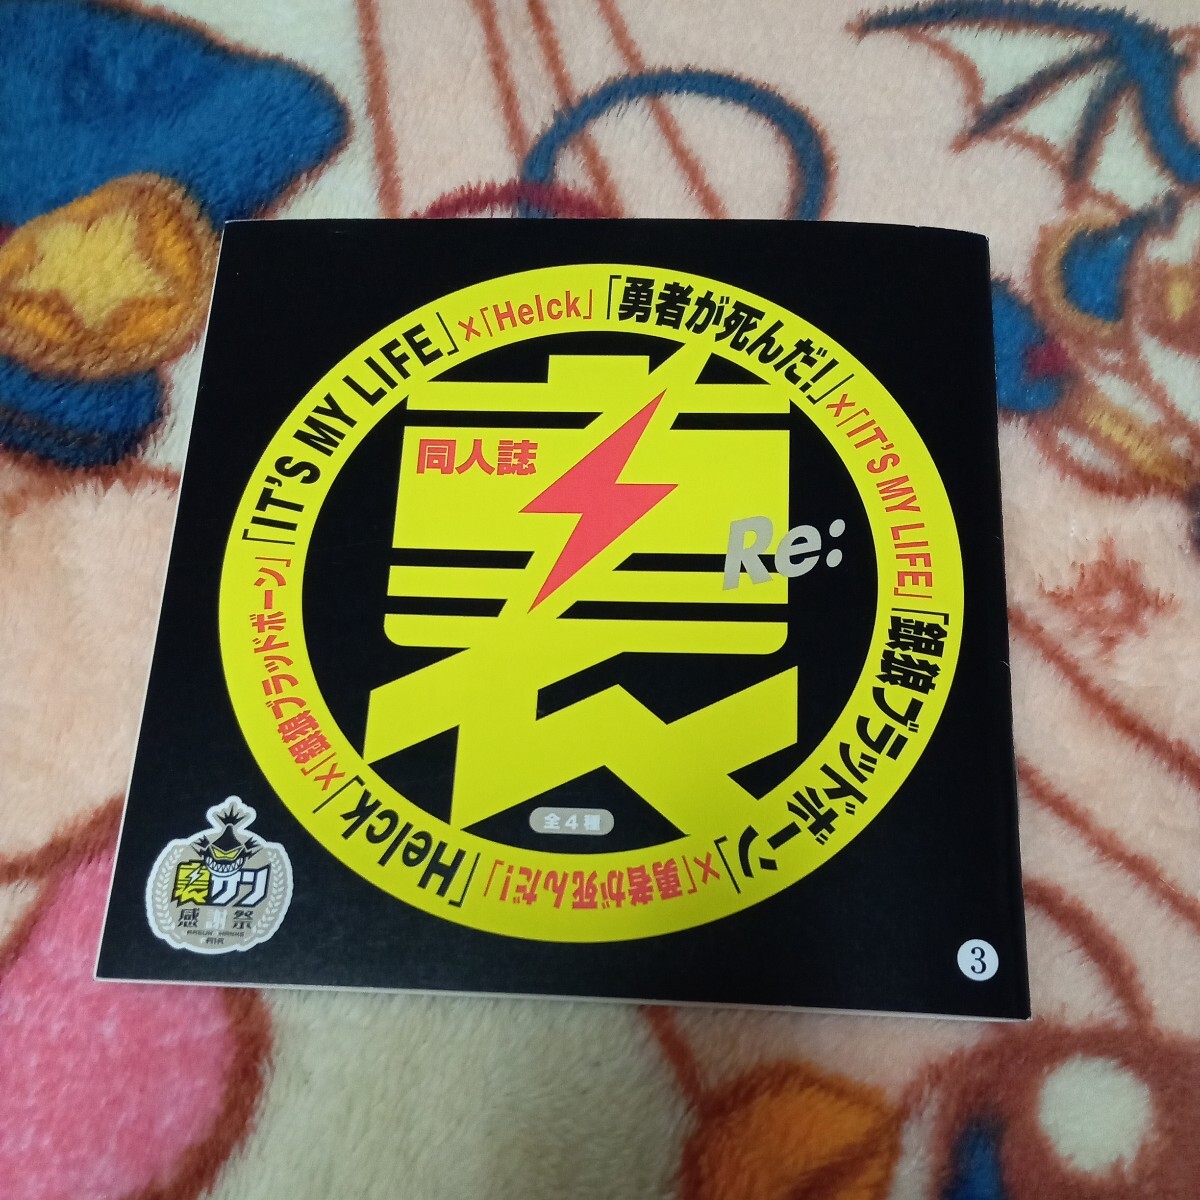 「勇者が死んだ!」×「IT'S MY LIFE」
「銀狼ブラッドボーン」×「勇者が死んだ!」
「Helck」×「銀狼ブラッドボーン」
「IT'S MY LIFE」×「Helck」
裏
同人誌
Re:
全4種
裏サン
感謝祭
3